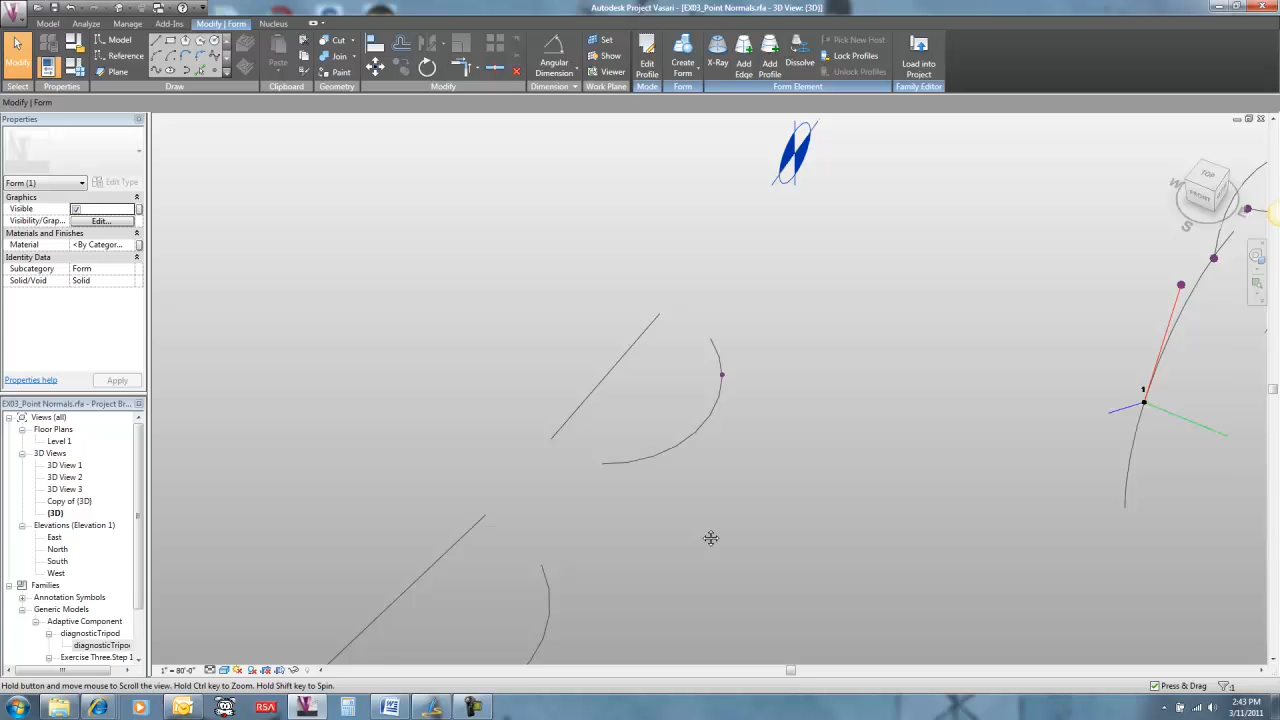 Autodesk Project Vasari - [EX03_Point Normals.rfa - 3D View: {3D}]
Model Analyze Manage Add-Ins Modify | Form Nucleus
Modify
Model
Reference
Plane
Paste
Cut
Join
Paint
Angular
Dimension
Set
Show
Viewer
Edit
Profile
Create
Form
X-Ray
Add
Edge
Add
Profile
Dissolve
Pick New Host
Lock Profiles
Unlock Profiles
Load into
Project
Select Properties Draw Clipboard Geometry Modify Dimension Work Plane Mode Form Form Element Family Editor
Modify | Form
Properties
Form (1) Edit Type
Graphics
Visible
Visibility/Grap... Edit...
Materials and Finishes
Material <By Categor...
Identity Data
Subcategory Form
Solid/Void Solid
Properties help Apply
EX03_Point Normals.rfa - Project Br...
Views (all)
Floor Plans
Level 1
3D Views
3D View 1
3D View 2
3D View 3
Copy of {3D}
{3D}
Elevations (Elevation 1)
East
North
South
West
Families
Annotation Symbols
Generic Models
Adaptive Component
diagnosticTripod
diagnosticTripo
Exercise Three.Step 1
TOP
FRONT
W
S
E
1
1" = 80'-0"
Hold button and move mouse to Scroll the view. Hold Ctrl key to Zoom. Hold Shift key to Spin.
Press & Drag :1
RSA
2:43 PM
3/11/2011